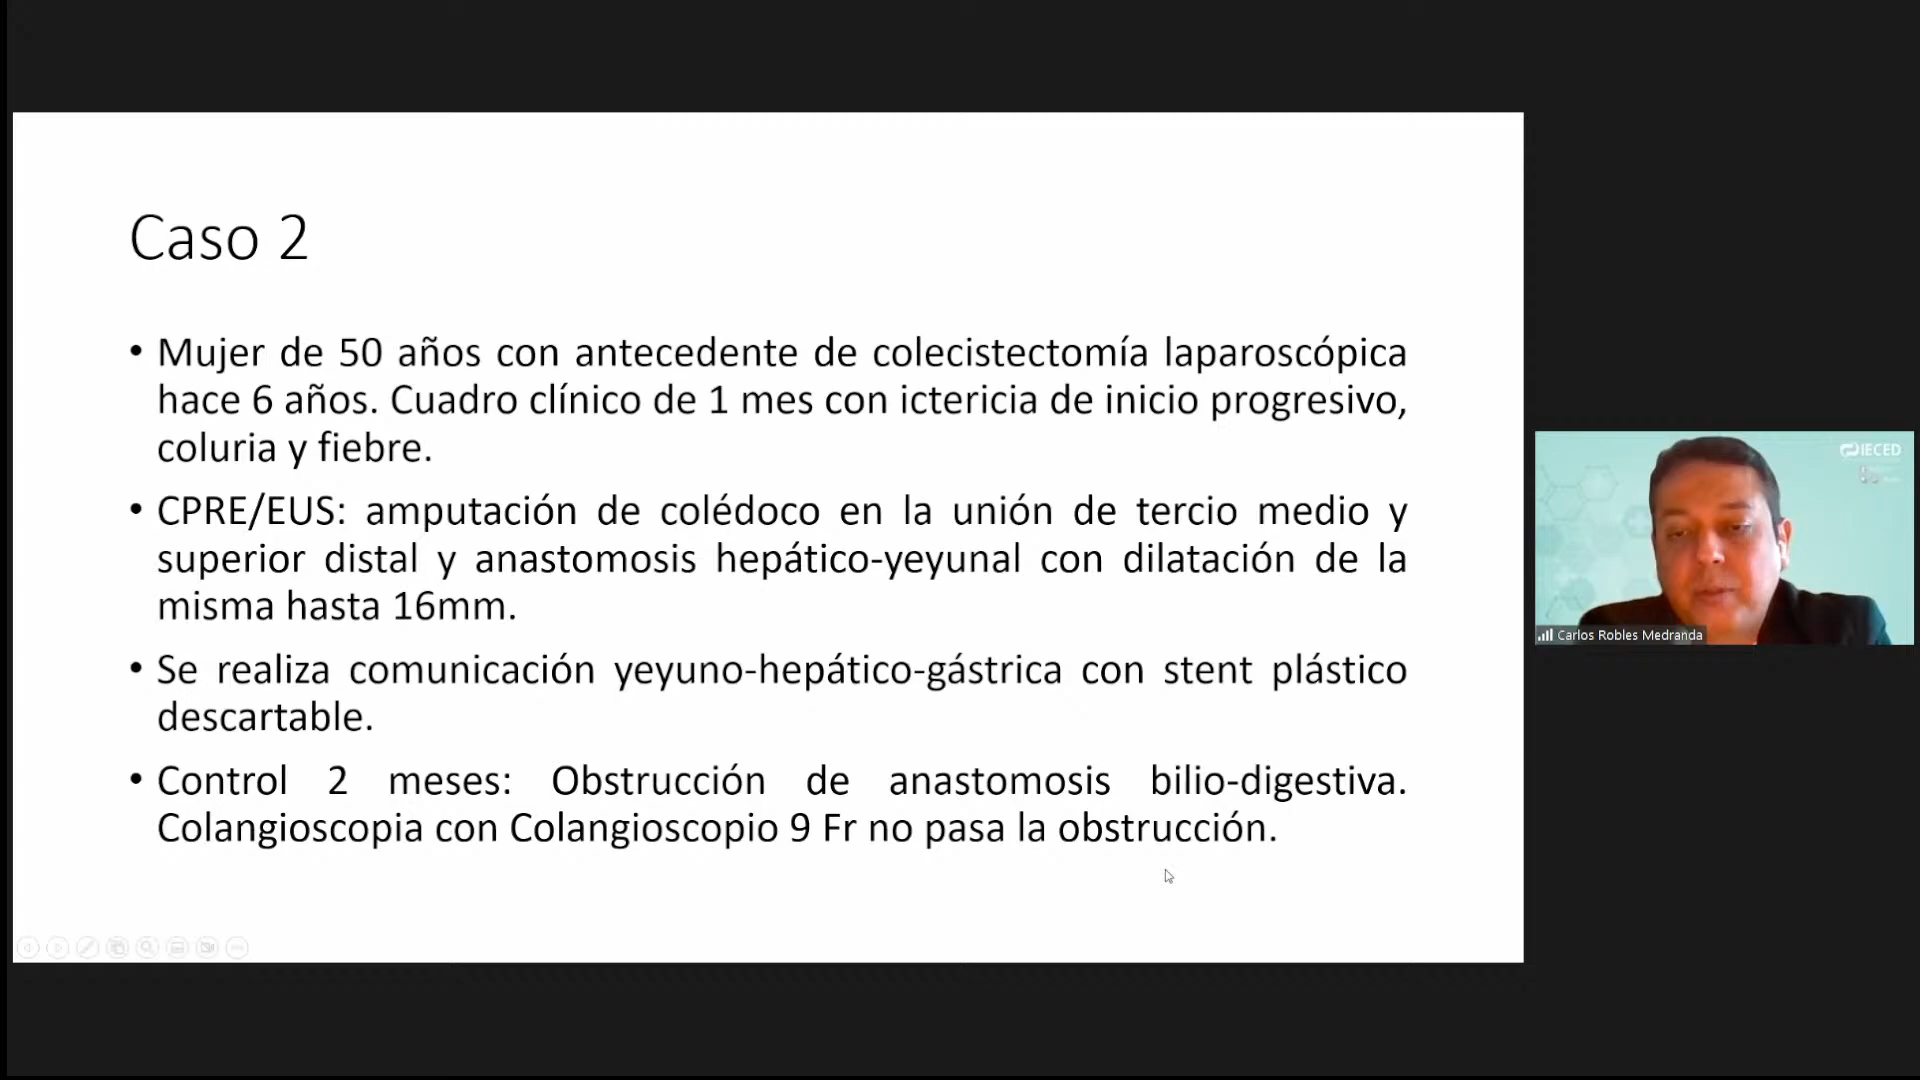 Caso 2
• Mujer de 50 años con antecedente de colecistectomía laparoscópica
hace 6 años. Cuadro clínico de 1 mes con ictericia de inicio progresivo,
coluria y fiebre.
• CPRE/EUS: amputación de colédoco en la unión de tercio medio y
superior distal y anastomosis hepático-yeyunal con dilatación de la
misma hasta 16mm.
• Se realiza comunicación yeyuno-hepático-gástrica con stent plástico
descartable.
• Control 2 meses: Obstrucción de anastomosis bilio-digestiva.
Colangioscopia con Colangioscopio 9 Fr no pasa la obstrucción.
IECED
Carlos Robles Medranda